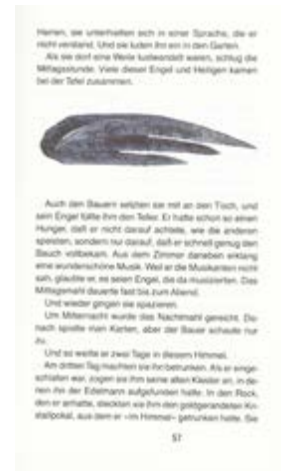 Herren, sie unterhielten sich in einer Sprache, die er
nicht verstand. Und sie luden ihn ein in den Garten.
Als sie dort eine Weile lustwandelt waren, schlug die
Mittagsstunde. Viele dieser Engel und Heiligen kamen
bei der Tafel zusammen.
Auch den Bauern setzten sie mit an den Tisch, und
sein Engel füllte ihm den Teller. Er hatte schon so einen
Hunger, daß er nicht darauf achtete, wie die anderen
speisten, sondern nur darauf, daß er schnell genug den
Bauch vollbekam. Aus dem Zimmer daneben erklang
eine wunderschöne Musik. Weil er die Musikanten nicht
sah, glaubte er, es seien Engel, die da musizierten. Das
Mittagsmahl dauerte fast bis zum Abend.
Und wieder gingen sie spazieren.
Um Mitternacht wurde das Nachtmahl gereicht. Da-
nach spielte man Karten, aber der Bauer schaute nur
zu.
Und so weilte er zwei Tage in diesem Himmel.
Am dritten Tag machten sie ihn betrunken. Als er einge-
schlafen war, zogen sie ihm seine alten Kleider an, in de-
nen ihn der Edelmann aufgefunden hatte. In den Rock,
den er anhatte, steckten sie ihm den goldgeränderten Kri-
stallpokal, aus dem er »im Himmel« getrunken hatte. Sie
57